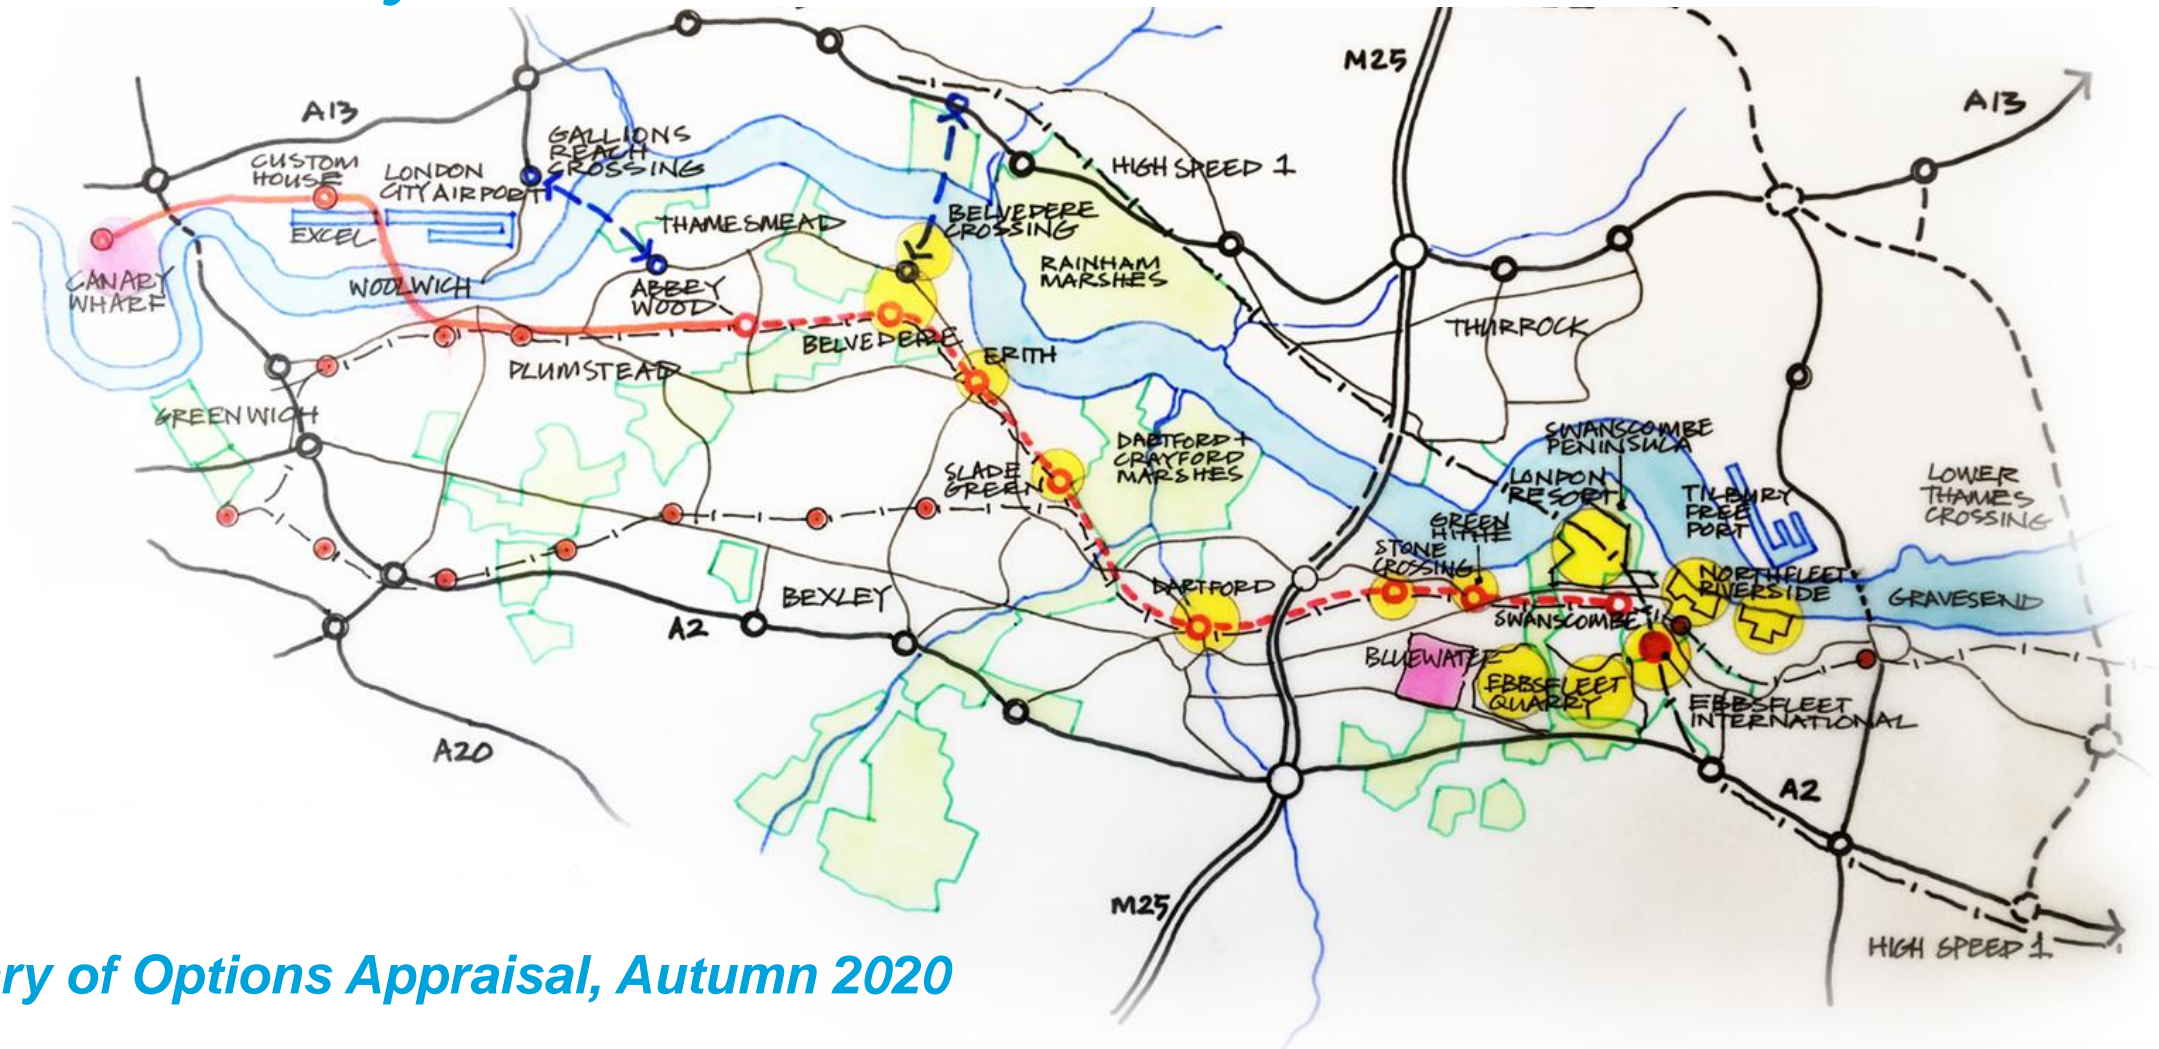 M25
A13
A13
GALLIONS
REACH
CROSSING
CUSTOM
HOUSE
LONDON
CITY AIRPORT
HIGH SPEED 1
THAMESMEAD
BELVEDERE
CROSSING
EXCEL
CANARY
WHARF
WOOLWICH
ABBEY
WOOD
RAINHAM
MARSHES
THURROCK
BELVEDERE
ERITH
PLUMSTEAD
GREENWICH
SWANSCOMBE
PENINSULA
DARTFORD +
CRAYFORD
MARSHES
SLADE
GREEN
LONDON
RESORT
TILBURY
FREE
PORT
LOWER
THAMES
CROSSING
GREEN
HITHE
STONE
CROSSING
DARTFORD
NORTHFLEET
RIVERSIDE
GRAVESEND
BEXLEY
A2
SWANSCOMBE
BLUEWATER
EBBSFLEET
QUARRY
EBBSFLEET
INTERNATIONAL
A20
A2
M25
HIGH SPEED 1
ry of Options Appraisal, Autumn 2020